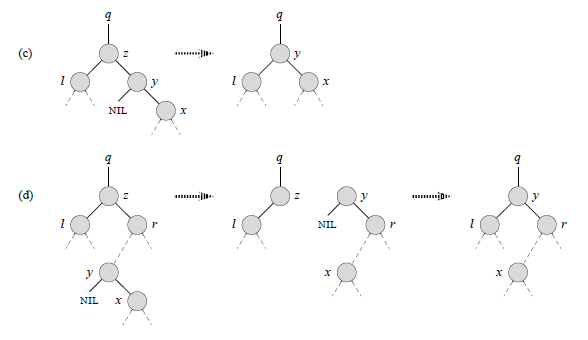 q q
(c) z y
l y l x
NIL x
q q q
(d) z z y y
l r l NIL r l r
y x x
NIL x